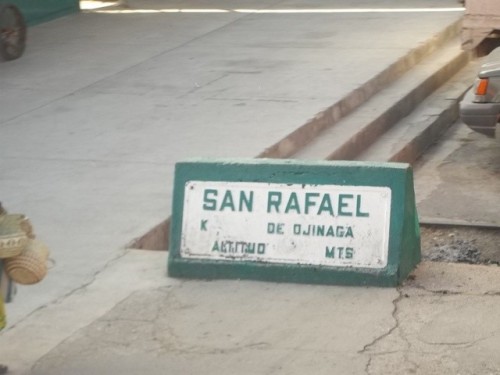 SAN RAFAEL
K DE OJINAGA
ALTITUD MTS